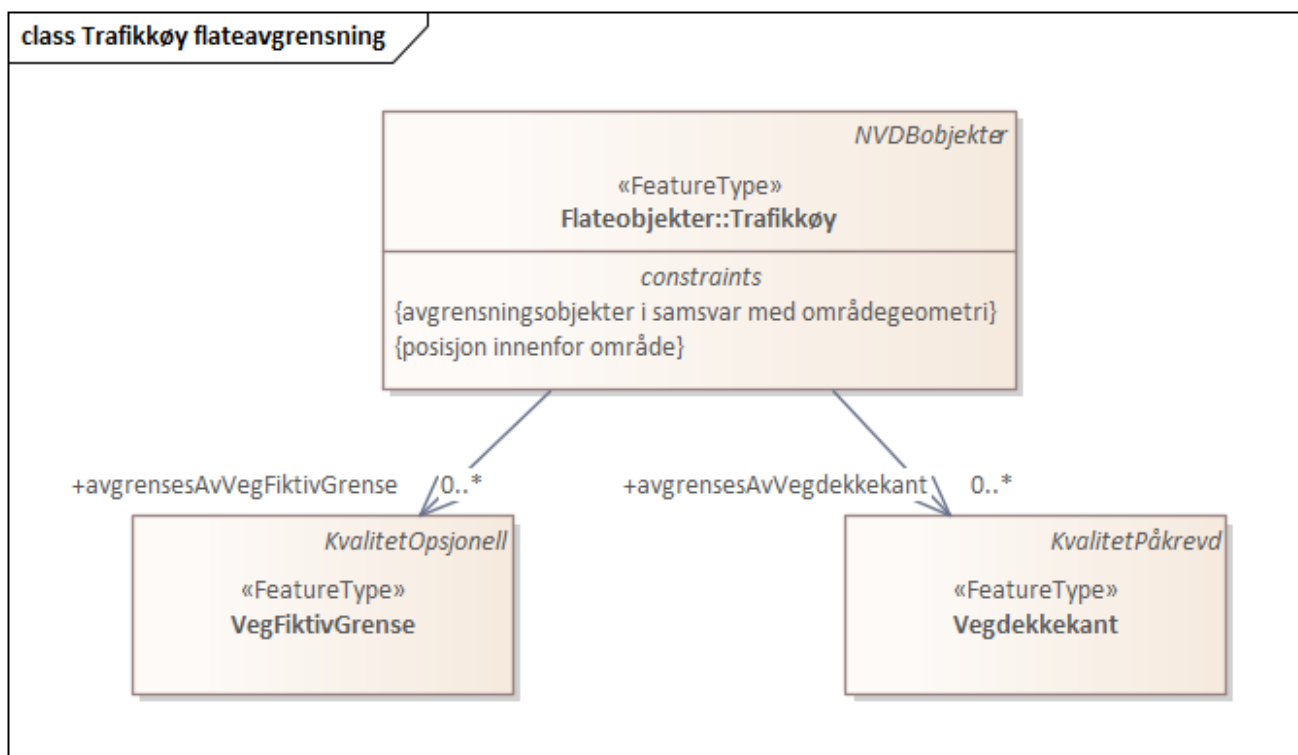 class Trafikkøy flateavgrensning
NVDBobjekter
«FeatureType»
Flateobjekter::Trafikkøy
constraints
{avgrensningsobjekter i samsvar med områdegeometri}
{posisjon innenfor område}
+avgrensesAvVegFiktivGrense 0..*
+avgrensesAvVegdekkekant 0..*
KvalitetOpsjonell
«FeatureType»
VegFiktivGrense
KvalitetPåkrevd
«FeatureType»
Vegdekkekant